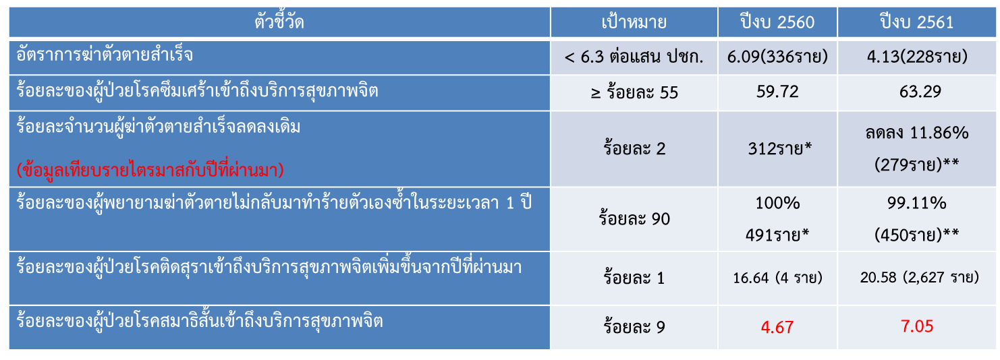 ตัวชี้วัด เป้าหมาย ปีงบ 2560 ปีงบ 2561
อัตราการฆ่าตัวตายสำเร็จ < 6.3 ต่อแสน ปชก. 6.09(336ราย) 4.13(228ราย)
ร้อยละของผู้ป่วยโรคซึมเศร้าเข้าถึงบริการสุขภาพจิต ≥ ร้อยละ 55 59.72 63.29
ร้อยละจำนวนผู้ฆ่าตัวตายสำเร็จลดลงเดิม
(ข้อมูลเทียบรายไตรมาสกับปีที่ผ่านมา)
ร้อยละ 2 312ราย*
ลดลง 11.86%
(279ราย)**
ร้อยละของผู้พยายามฆ่าตัวตายไม่กลับมาทำร้ายตัวเองซ้ำในระยะเวลา 1 ปี
ร้อยละ 90
100%
491ราย*
99.11%
(450ราย)**
ร้อยละของผู้ป่วยโรคติดสุราเข้าถึงบริการสุขภาพจิตเพิ่มขึ้นจากปีที่ผ่านมา
ร้อยละ 1 16.64 (4 ราย) 20.58 (2,627 ราย)
ร้อยละของผู้ป่วยโรคสมาธิสั้นเข้าถึงบริการสุขภาพจิต
ร้อยละ 9 4.67 7.05